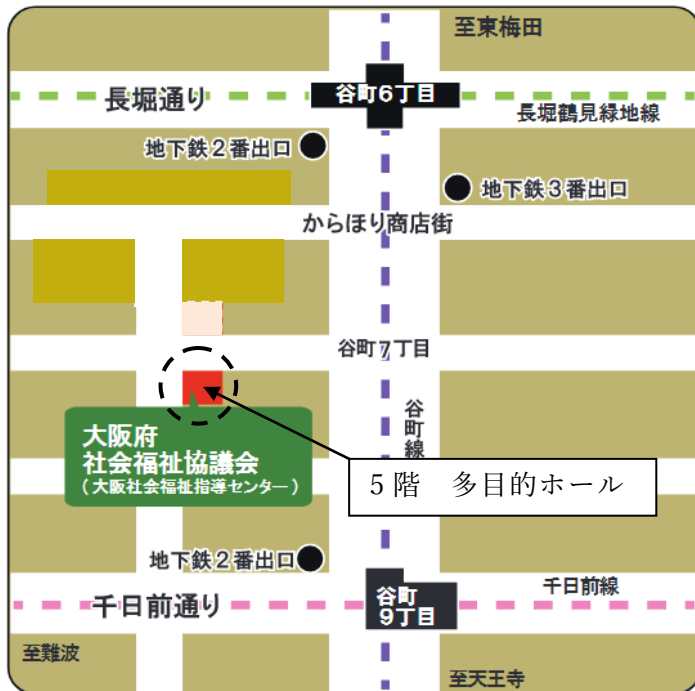 至東梅田
長堀通り
谷町6丁目
長堀鶴見緑地線
地下鉄2番出口
地下鉄3番出口
からほり商店街
谷町7丁目
谷町線
大阪府
社会福祉協議会
(大阪社会福祉指導センター)
5階　多目的ホール
地下鉄2番出口
千日前線
千日前通り
谷町
9丁目
至難波
至天王寺